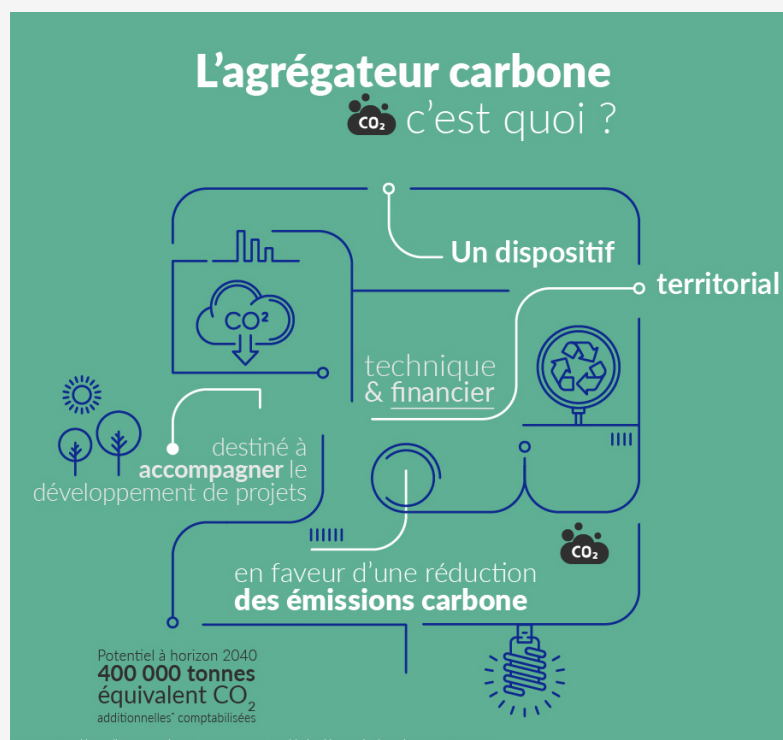 L'agrégateur carbone
CO₂ c'est quoi ?
Un dispositif
territorial
CO²
technique
& financier
destiné à
accompagner le
développement de projets
CO₂
en faveur d'une réduction
des émissions carbone
Potentiel à horizon 2040
400 000 tonnes
équivalent CO₂
additionnelles* comptabilisées